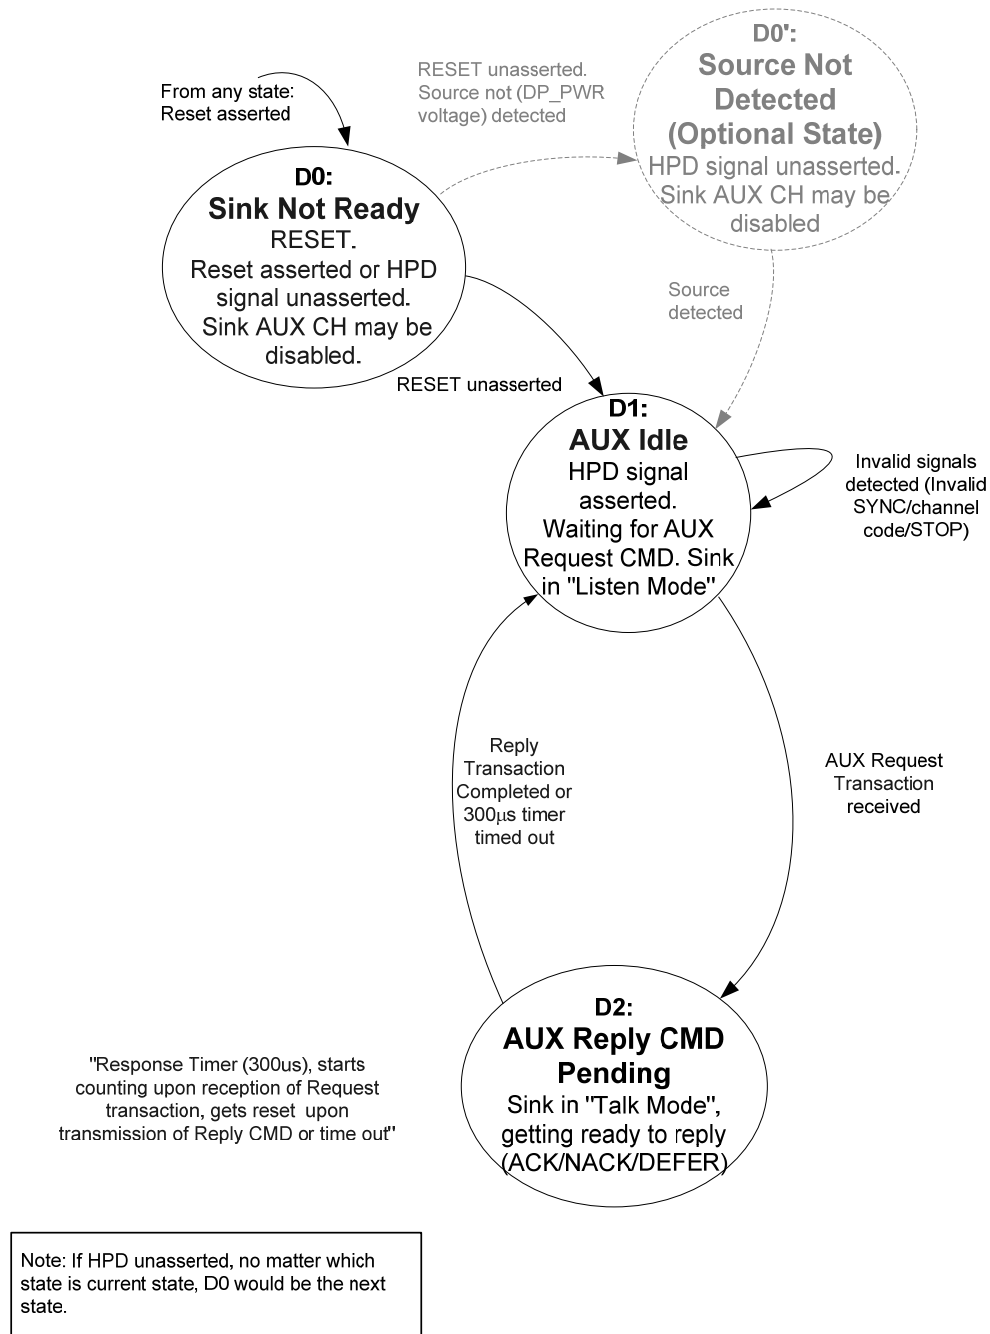 D0':
Source Not
Detected
(Optional State)
HPD signal unasserted.
Sink AUX CH may be
disabled
RESET unasserted.
Source not (DP_PWR
voltage) detected
From any state:
Reset asserted
D0:
Sink Not Ready
RESET.
Reset asserted or HPD
signal unasserted.
Sink AUX CH may be
disabled.
Source
detected
RESET unasserted
D1:
AUX Idle
HPD signal
asserted.
Waiting for AUX
Request CMD. Sink
in "Listen Mode"
Invalid signals
detected (Invalid
SYNC/channel
code/STOP)
Reply
Transaction
Completed or
300µs timer
timed out
AUX Request
Transaction
received
D2:
AUX Reply CMD
Pending
Sink in "Talk Mode",
getting ready to reply
(ACK/NACK/DEFER)
"Response Timer (300us), starts
counting upon reception of Request
transaction, gets reset upon
transmission of Reply CMD or time out"
Note: If HPD unasserted, no matter which
state is current state, D0 would be the next
state.